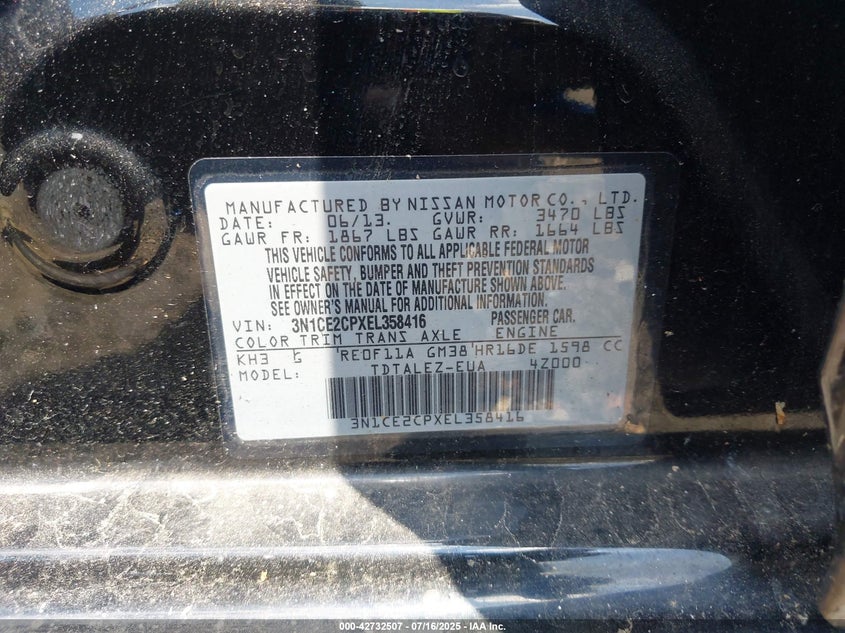 MANUFACTURED BY NISSAN MOTOR CO., LTD.
DATE: 06/13. GVWR: 3470 LBS
GAWR FR: 1867 LBS GAWR RR: 1664 LBS
THIS VEHICLE CONFORMS TO ALL APPLICABLE FEDERAL MOTOR
VEHICLE SAFETY, BUMPER AND THEFT PREVENTION STANDARDS
IN EFFECT ON THE DATE OF MANUFACTURE SHOWN ABOVE.
SEE OWNER'S MANUAL FOR ADDITIONAL INFORMATION.
VIN: 3N1CE2CPXEL358416 PASSENGER CAR.
COLOR TRIM TRANS AXLE ENGINE
KH3 G 'RE0F11A GM38'HR16DE 1598 CC
MODEL: TDTALEZ-EUA 4Z000
3N1CE2CPXEL358416
000-42732507 - 07/16/2025 - IAA Inc.